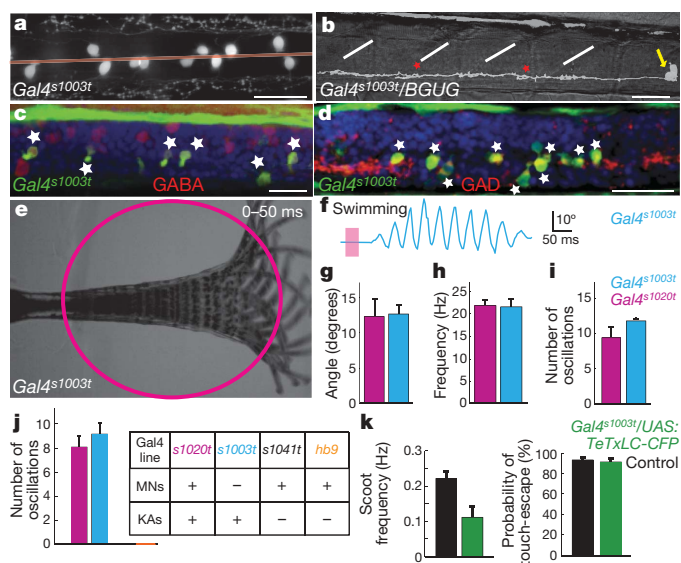 a
Gal4s1003t
b
Gal4s1003t/BGUG
c
Gal4s1003t
GABA
d
Gal4s1003t
GAD
e
0–50 ms
Gal4s1003t
f
Swimming
10º
50 ms
Gal4s1003t
g
Angle (degrees)
15
10
5
0
h
Frequency (Hz)
25
20
15
10
5
0
i
Gal4s1003t
Gal4s1020t
Number of
oscillations
15
10
5
0
j
Number of
oscillations
10
8
6
4
2
0
Gal4 line s1020t s1003t s1041t hb9
MNs + – + +
KAs + + – –
k
Scoot
frequency (Hz)
0.3
0.2
0.1
0
Gal4s1003t/UAS:
TeTxLC-CFP
Control
Probability of
touch-escape (%)
100
80
60
40
20
0